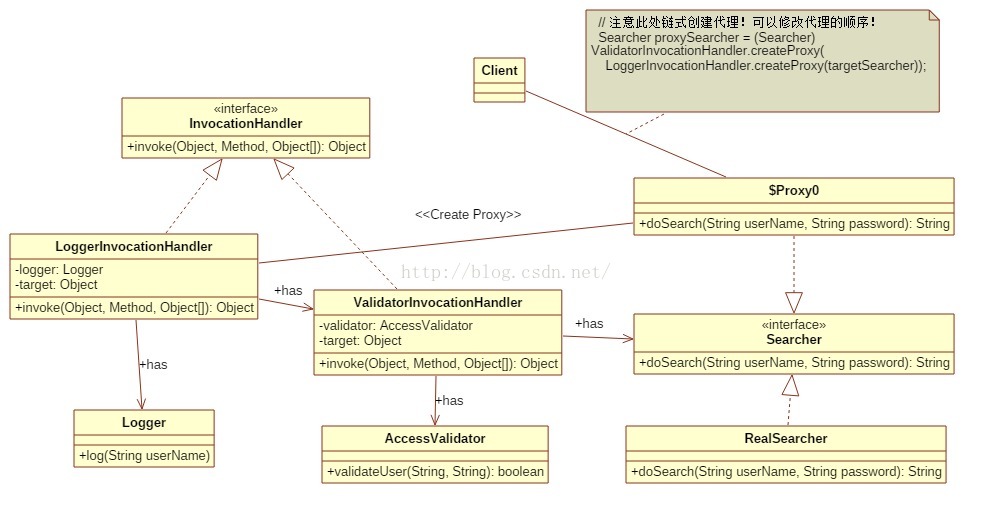 // 注意此处链式创建代理！可以修改代理的顺序！
Searcher proxySearcher = (Searcher)
ValidatorInvocationHandler.createProxy(
LoggerInvocationHandler.createProxy(targetSearcher));
Client
«interface»
InvocationHandler
+invoke(Object, Method, Object[]): Object
$Proxy0
+doSearch(String userName, String password): String
<<Create Proxy>>
LoggerInvocationHandler
-logger: Logger
-target: Object
+invoke(Object, Method, Object[]): Object
http://blog.csdn.net/
+has
ValidatorInvocationHandler
-validator: AccessValidator
-target: Object
+invoke(Object, Method, Object[]): Object
+has
«interface»
Searcher
+doSearch(String userName, String password): String
+has
+has
Logger
+log(String userName)
AccessValidator
+validateUser(String, String): boolean
RealSearcher
+doSearch(String userName, String password): String